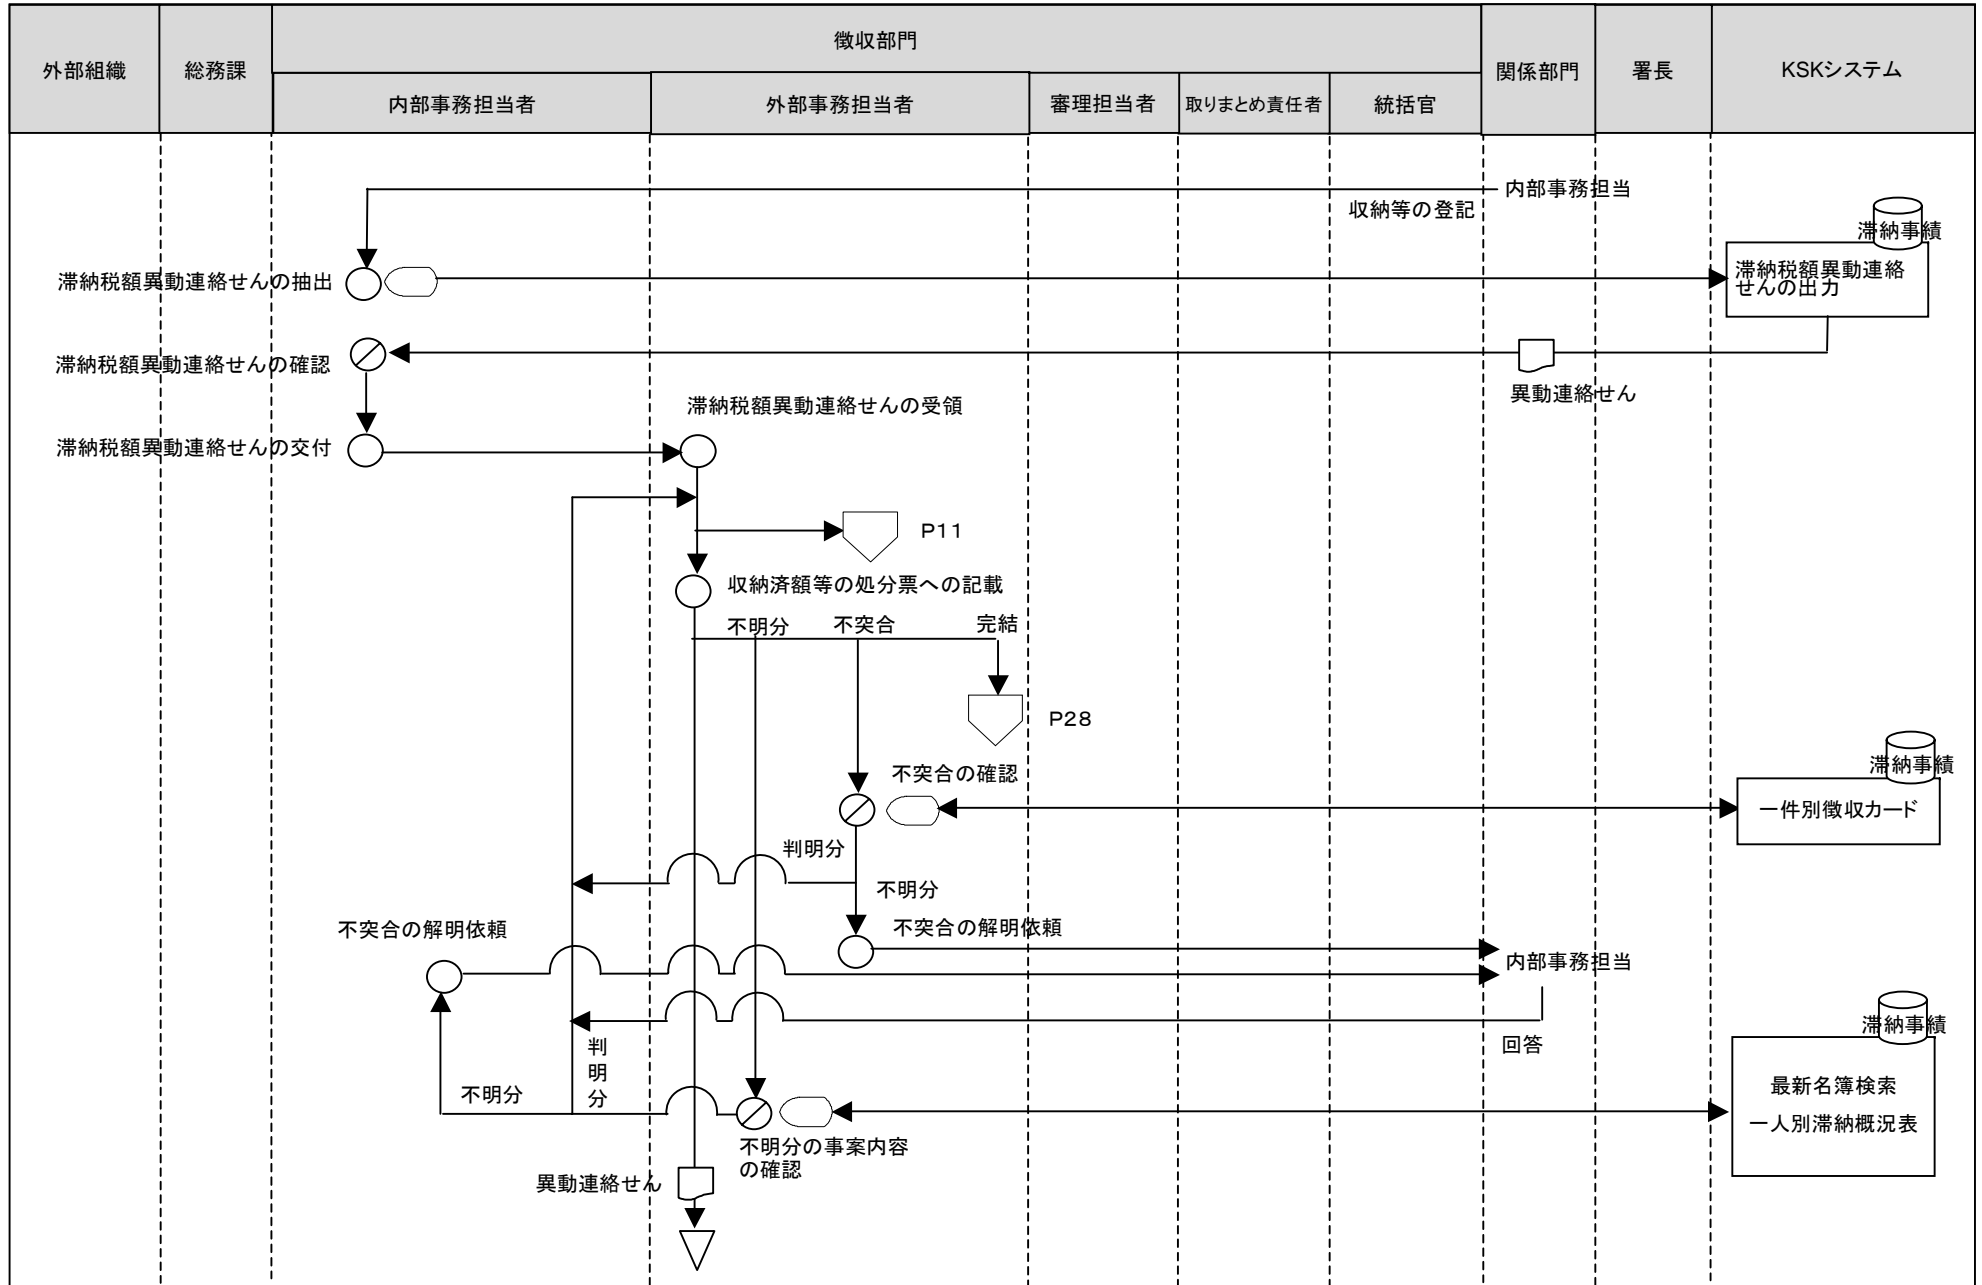 徴収部門
外部組織
総務課
関係部門
署長
KSKシステム
内部事務担当者
外部事務担当者
審理担当者
取りまとめ責任者
統括官
内部事務担当
収納等の登記
滞納事績
滞納税額異動連絡せんの抽出
滞納税額異動連絡
せんの出力
滞納税額異動連絡せんの確認
異動連絡せん
滞納税額異動連絡せんの受領
滞納税額異動連絡せんの交付
P11
収納済額等の処分票への記載
不明分
不突合
完結
P28
滞納事績
不突合の確認
一件別徴収カード
判明分
不明分
不突合の解明依頼
不突合の解明依頼
内部事務担当
滞納事績
回答
判
明
分
不明分
最新名簿検索
一人別滞納概況表
不明分の事案内容
の確認
異動連絡せん